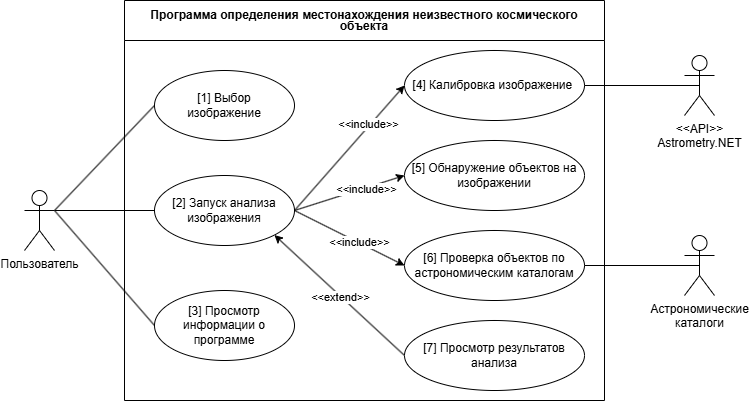 Программа определения местонахождения неизвестного космического
объекта
[1] Выбор
изображение
[4] Калибровка изображение
<<include>>
<<API>>
Astrometry.NET
[5] Обнаружение объектов на
изображении
<<include>>
[2] Запуск анализа
изображения
<<include>>
Пользователь
[6] Проверка объектов по
астрономическим каталогам
<<extend>>
Астрономические
каталоги
[3] Просмотр
информации о
программе
[7] Просмотр результатов
анализа